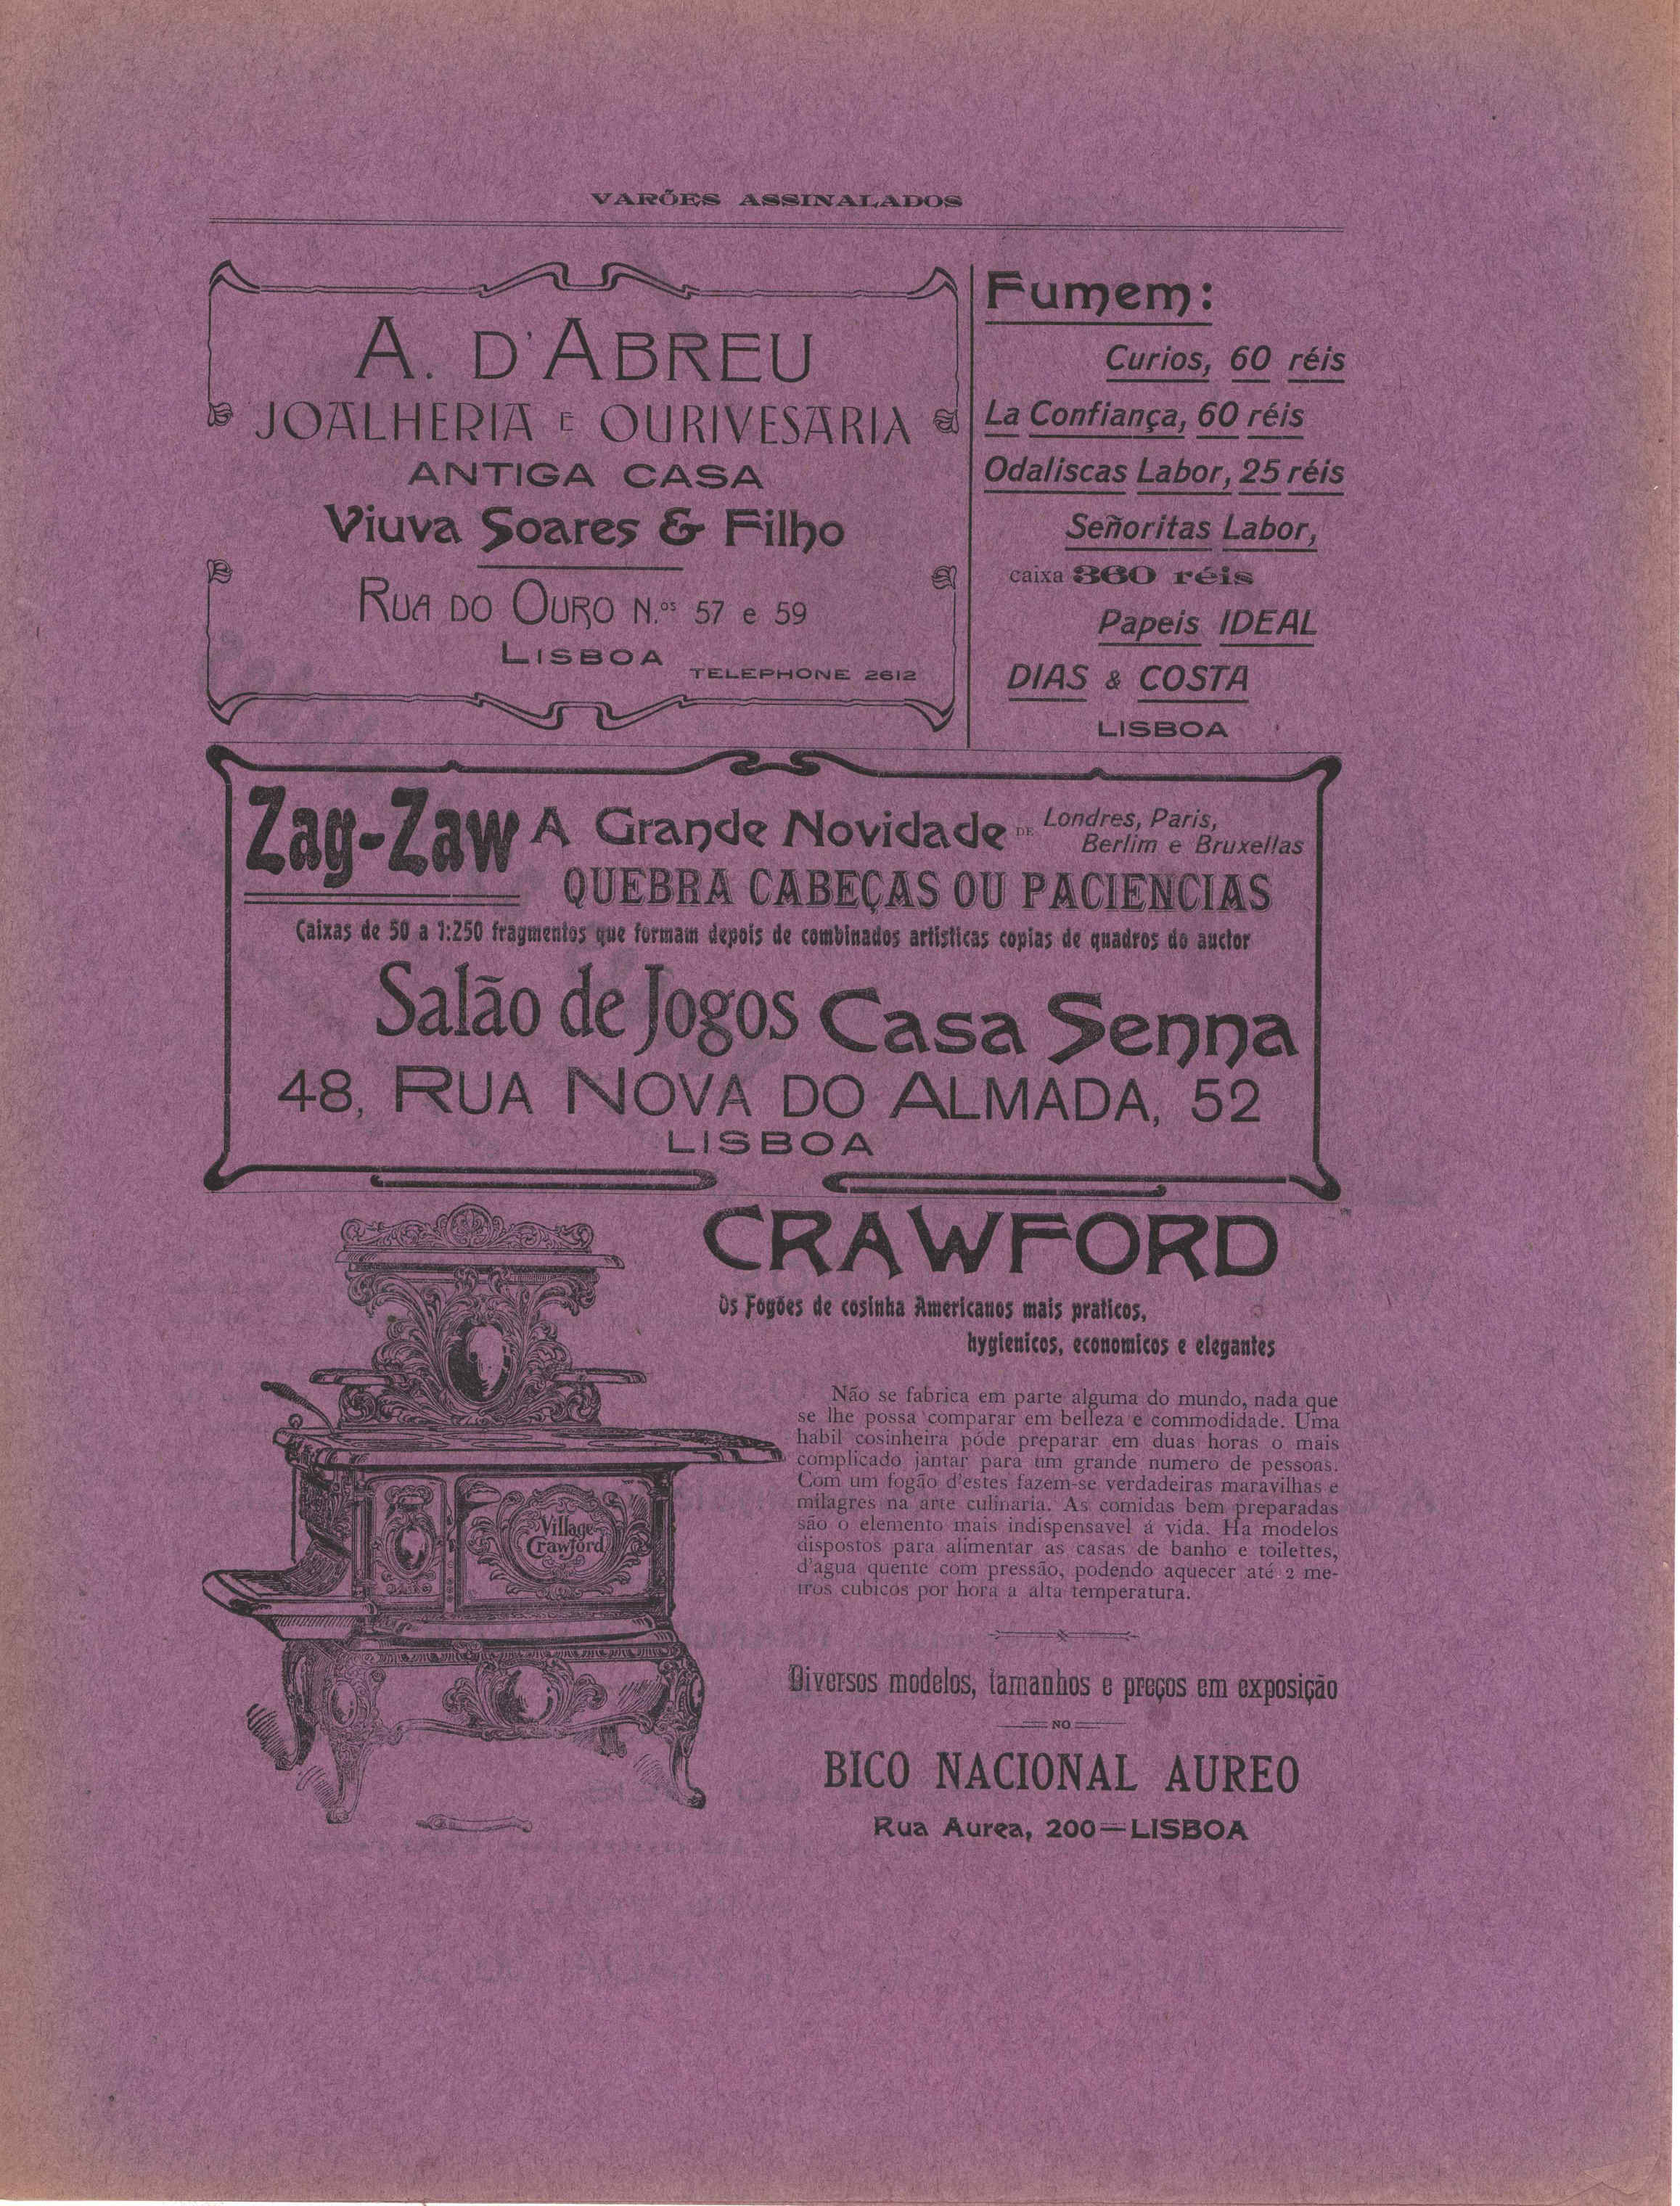 VARÕES ASSINALADOS
A. D'ABREU
JOALHERIA E OURIVESARIA
ANTIGA CASA
Viuva Soares & Filho
RUA DO OURO N.os 57 e 59
LISBOA
TELEPHONE 2612
Fumem:
Curios, 60 réis
La Confiança, 60 réis
Odaliscas Labor, 25 réis
Señoritas Labor,
caixa 360 réis
Papeis IDEAL
DIAS & COSTA
LISBOA
Zag-Zaw A Grande Novidade DE Londres, Paris,
Berlim e Bruxellas
QUEBRA CABEÇAS OU PACIENCIAS
Caixas de 50 a 1:250 fragmentos que formam depois de combinados artisticas copias de quadros do auctor
Salão de Jogos Casa Senna
48, RUA NOVA DO ALMADA, 52
LISBOA
CRAWFORD
Os Fogões de cosinha Americanos mais praticos,
hygienicos, economicos e elegantes
Não se fabrica em parte alguma do mundo, nada que
se lhe possa comparar em belleza e commodidade. Uma
habil cosinheira póde preparar em duas horas o mais
complicado jantar para um grande numero de pessoas.
Com um fogão d'estes fazem-se verdadeiras maravilhas e
milagres na arte culinaria. As comidas bem preparadas
são o elemento mais indispensavel á vida. Ha modelos
dispostos para alimentar as casas de banho e toilettes,
d'agua quente com pressão, podendo aquecer até 2 me-
tros cubicos por hora a alta temperatura.
Village
Crawford
Diversos modelos, tamanhos e preços em exposição
NO
BICO NACIONAL AUREO
Rua Aurea, 200—LISBOA